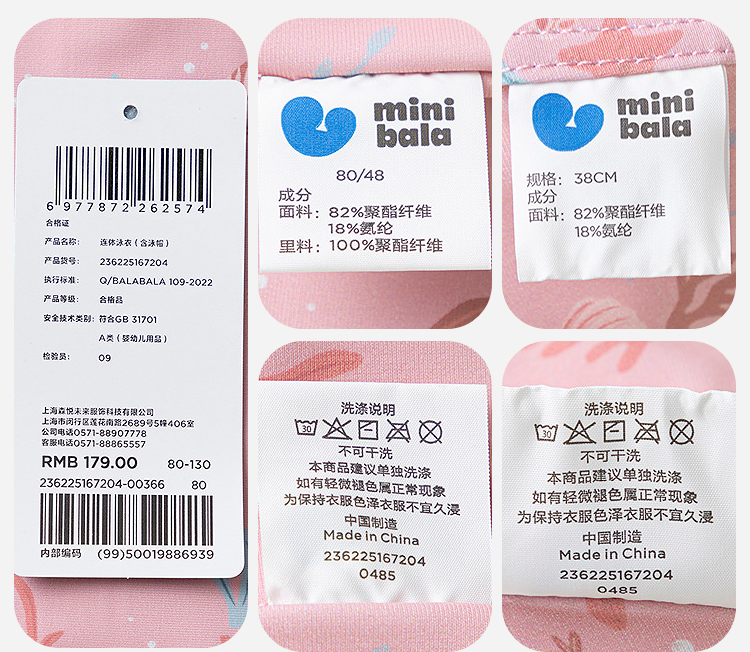 6 977872 262574
合格证
产品名称： 连体泳衣（含泳帽）
产品货号： 236225167204
执行标准： Q/BALABALA 109-2022
产品等级： 合格品
安全技术类别： 符合GB 31701
A类（婴幼儿用品）
检验员： 09
上海森悦未来服饰科技有限公司
上海市闵行区莲花南路2689号5幢406室
公司电话0571-88907778
客服电话0571-88865557
RMB 179.00 80-130
236225167204-00366 80
内部编码 (99)50019886939
mini
bala
80/48
成分
面料：82%聚酯纤维
18%氨纶
里料：100%聚酯纤维
mini
bala
规格：38CM
成分
面料：82%聚酯纤维
18%氨纶
洗涤说明
30
不可干洗
本商品建议单独洗涤
如有轻微褪色属正常现象
为保持衣服色泽衣服不宜久浸
中国制造
Made in China
236225167204
0485
洗涤说明
30
不可干洗
本商品建议单独洗涤
如有轻微褪色属正常现象
为保持衣服色泽衣服不宜久浸
中国制造
Made in China
236225167204
0485